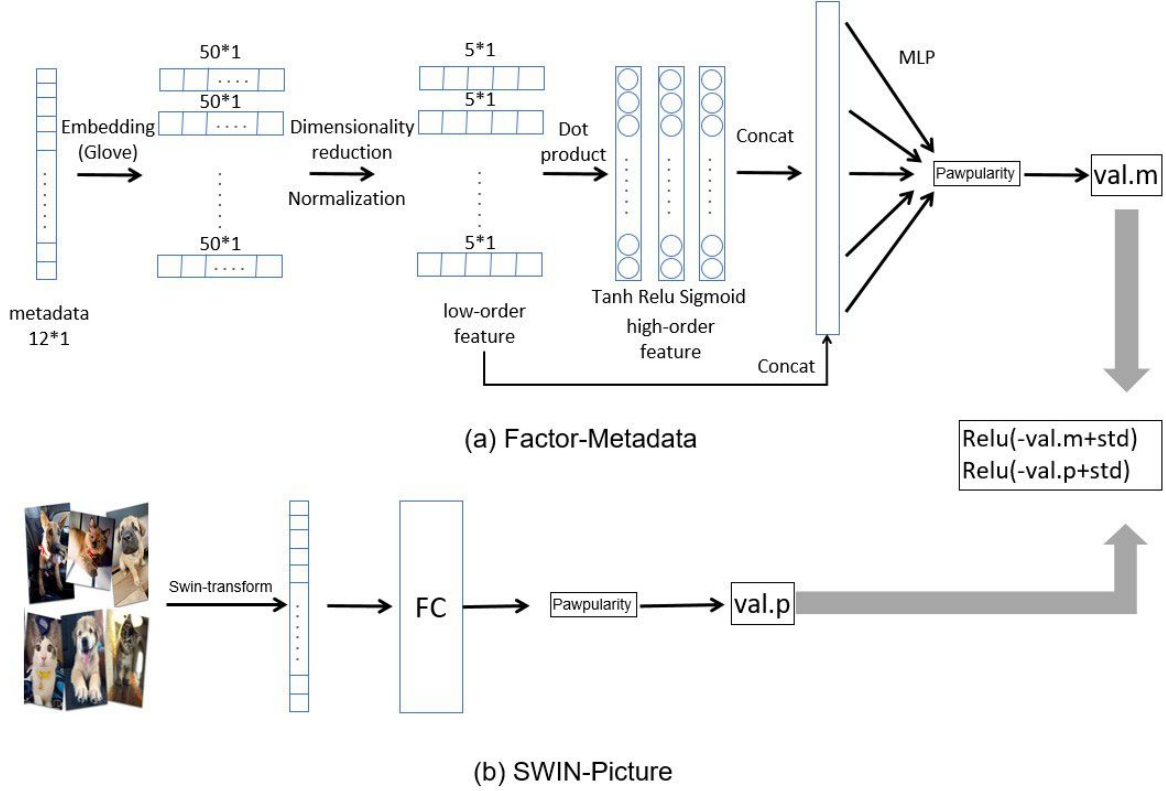 50*1
5*1
MLP
50*1
5*1
Embedding
(Glove)
Dimensionality
reduction
Normalization
Dot
product
Concat
Pawpularity
val.m
50*1
5*1
metadata
12*1
low-order
feature
Tanh Relu Sigmoid
high-order
feature
Concat
(a) Factor-Metadata
Relu(-val.m+std)
Relu(-val.p+std)
Swin-transform
FC
Pawpularity
val.p
(b) SWIN-Picture